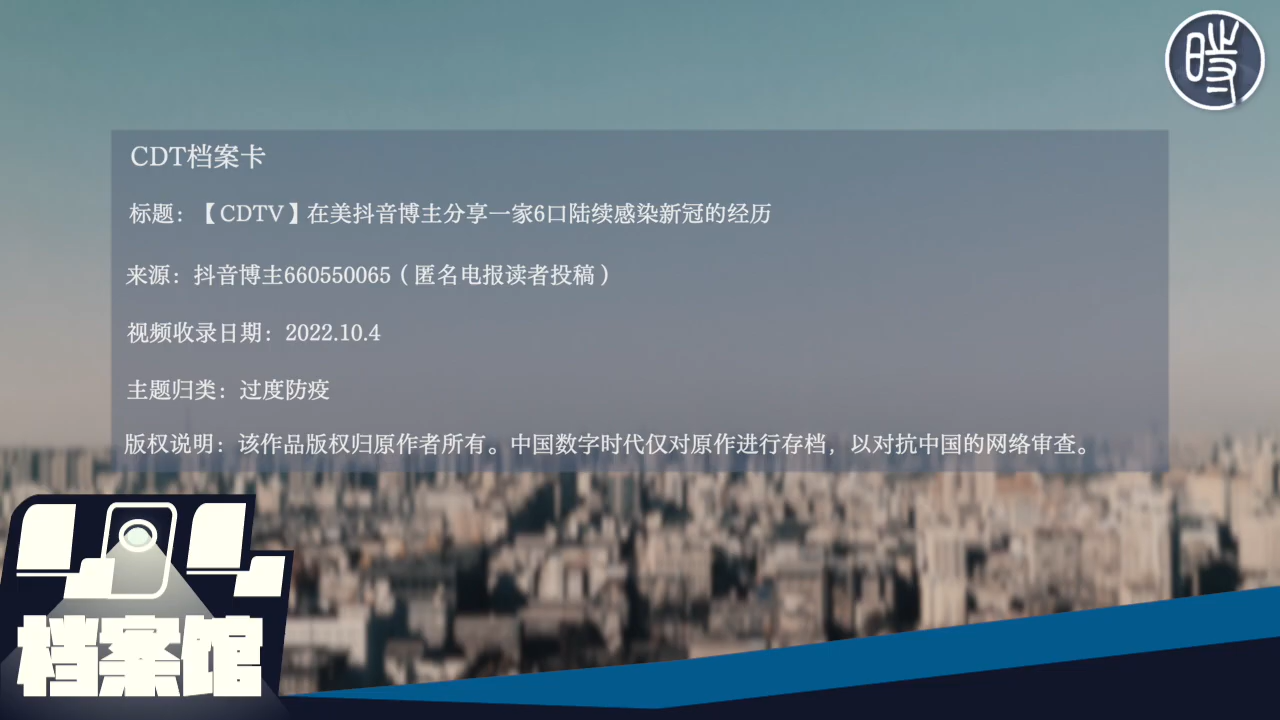 時
CDT档案卡
标题：【CDTV】在美抖音博主分享一家6口陆续感染新冠的经历
来源：抖音博主660550065（匿名电报读者投稿）
视频收录日期：2022.10.4
主题归类：过度防疫
版权说明：该作品版权归原作者所有。中国数字时代仅对原作进行存档，以对抗中国的网络审查。
档案馆